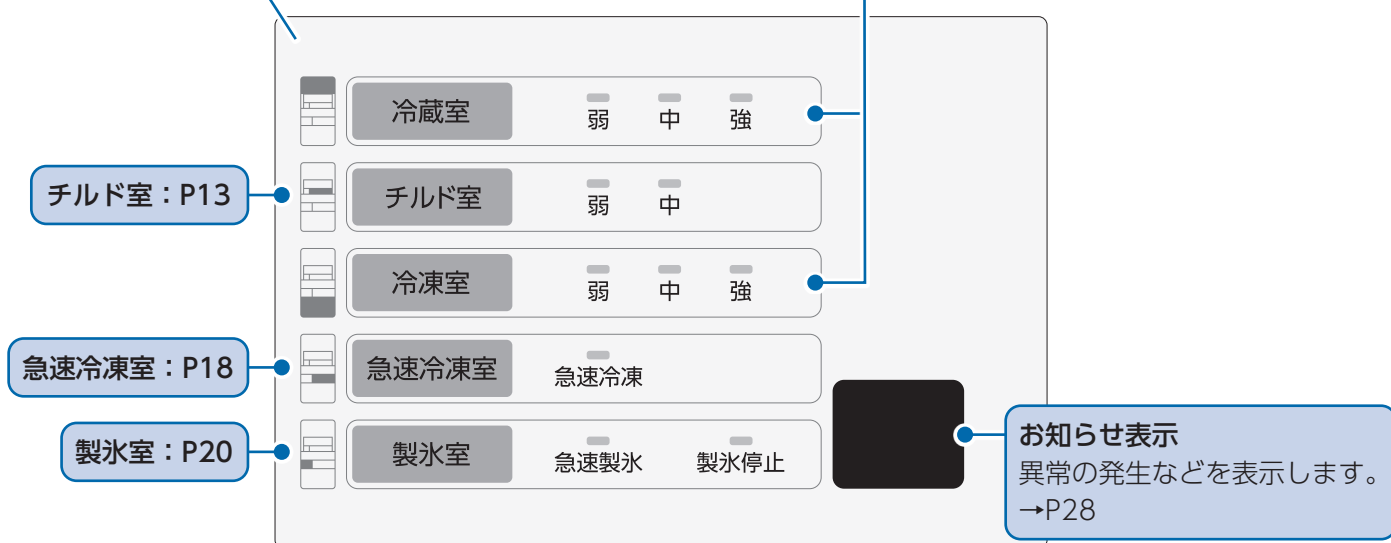 冷蔵室 弱 中 強
チルド室：P13
チルド室 弱 中
冷凍室 弱 中 強
急速冷凍室：P18
急速冷凍室 急速冷凍
製氷室：P20
製氷室 急速製氷 製氷停止
お知らせ表示
異常の発生などを表示します。
→P28